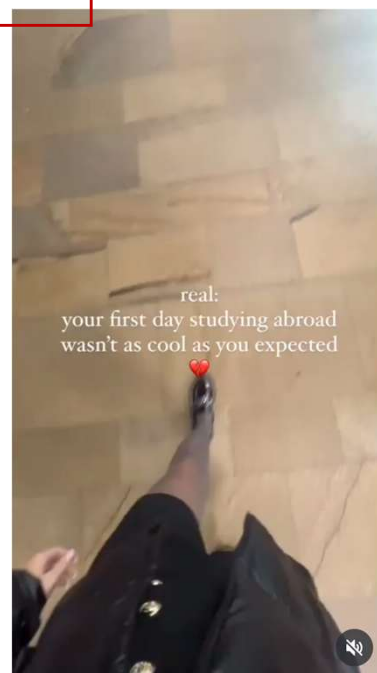 real:
your first day studying abroad
wasn't as cool as you expected
💔